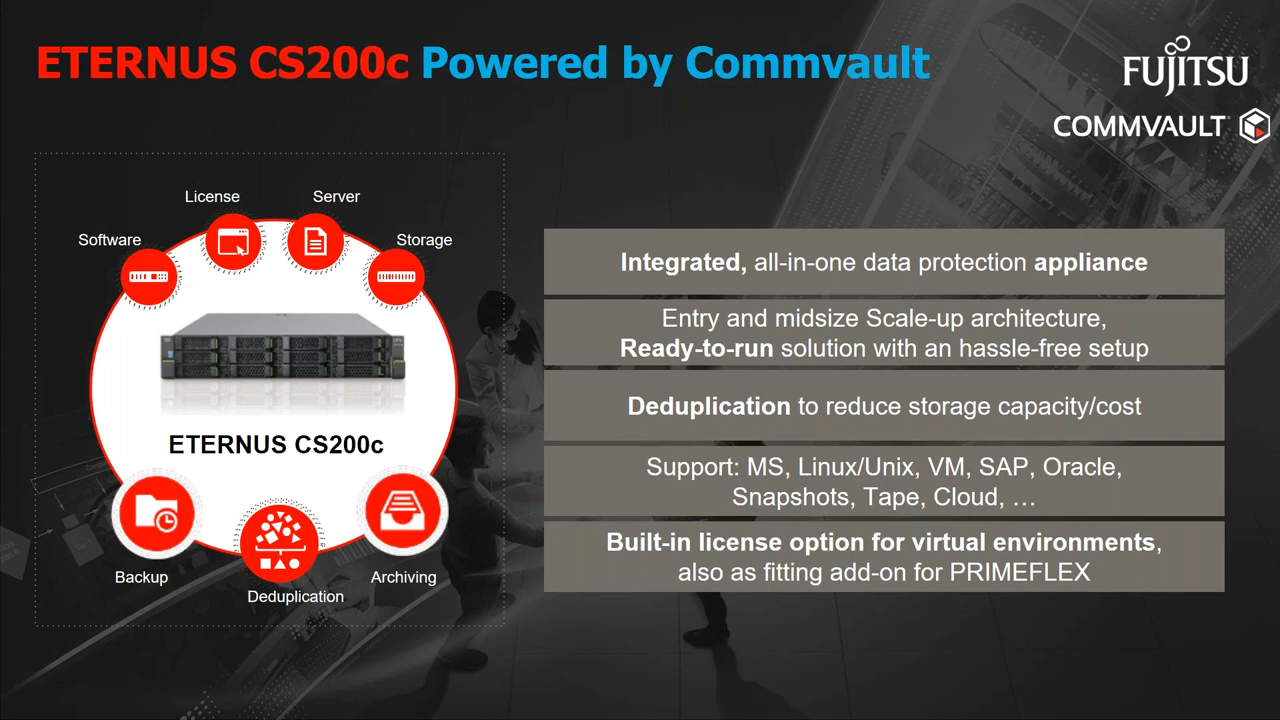 ETERNUS CS200c Powered by Commvault
FUJITSU
COMMVAULT
License
Server
Software
Storage
ETERNUS CS200c
Backup
Deduplication
Archiving
Integrated, all-in-one data protection appliance
Entry and midsize Scale-up architecture,
Ready-to-run solution with an hassle-free setup
Deduplication to reduce storage capacity/cost
Support: MS, Linux/Unix, VM, SAP, Oracle,
Snapshots, Tape, Cloud, …
Built-in license option for virtual environments,
also as fitting add-on for PRIMEFLEX